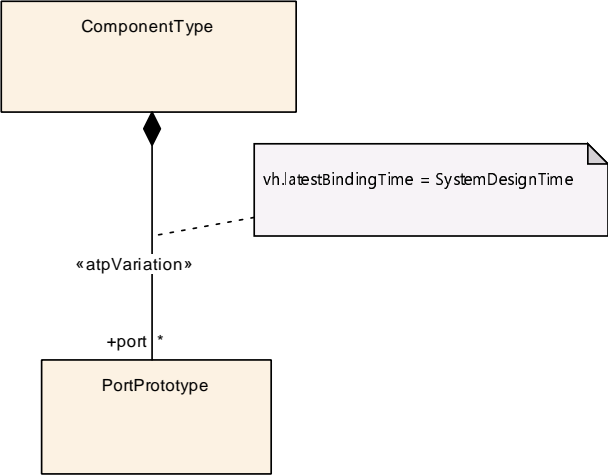 ComponentType
vh.latestBindingTime = SystemDesignTime
«atpVariation»
+port *
PortPrototype